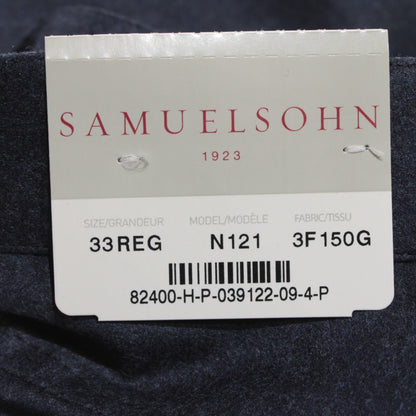 SAMUELSOHN
1923
SIZE/GRANDEUR MODEL/MODÈLE FABRIC/TISSU
33REG N121 3F150G
82400-H-P-039122-09-4-P